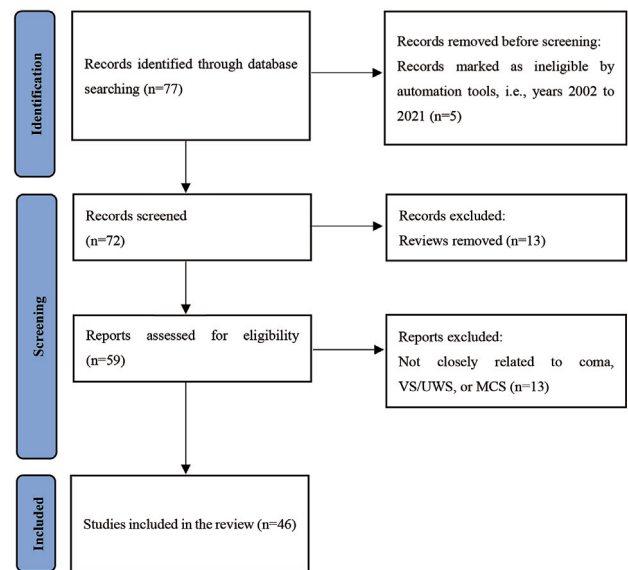 Identification
Records identified through database
searching (n=77)
Records removed before screening:
Records marked as ineligible by
automation tools, i.e., years 2002 to
2021 (n=5)
Screening
Records screened
(n=72)
Records excluded:
Reviews removed (n=13)
Reports assessed for eligibility
(n=59)
Reports excluded:
Not closely related to coma,
VS/UWS, or MCS (n=13)
Included
Studies included in the review (n=46)